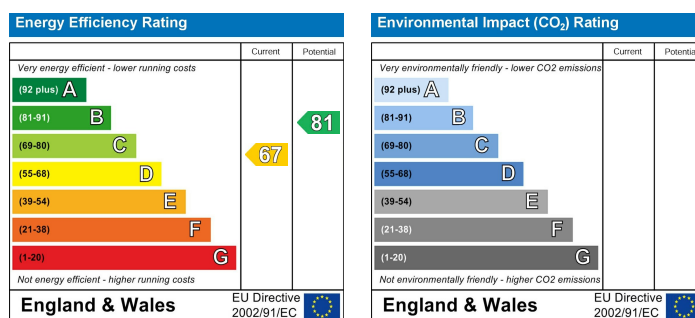 Energy Efficiency Rating
Current Potential
Very energy efficient - lower running costs
(92 plus) A
(81-91) B
81
(69-80) C
67
(55-68) D
(39-54) E
(21-38) F
(1-20) G
Not energy efficient - higher running costs
England & Wales
EU Directive
2002/91/EC
Environmental Impact (CO₂) Rating
Current Potential
Very environmentally friendly - lower CO2 emissions
(92 plus) A
(81-91) B
(69-80) C
(55-68) D
(39-54) E
(21-38) F
(1-20) G
Not environmentally friendly - higher CO2 emissions
England & Wales
EU Directive
2002/91/EC